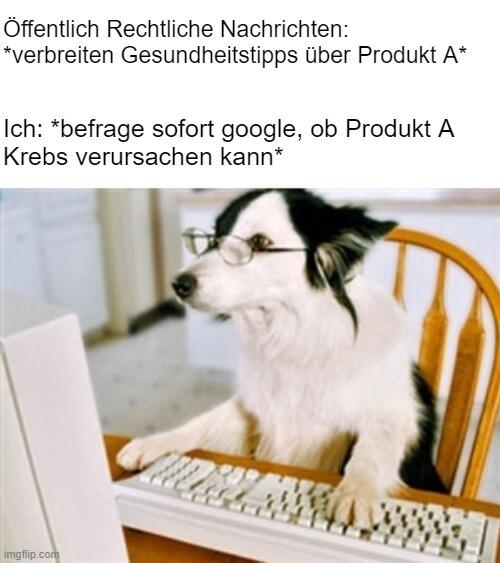 Öffentlich Rechtliche Nachrichten:
*verbreiten Gesundheitstipps über Produkt A*
Ich: *befrage sofort google, ob Produkt A
Krebs verursachen kann*
imgflip.com